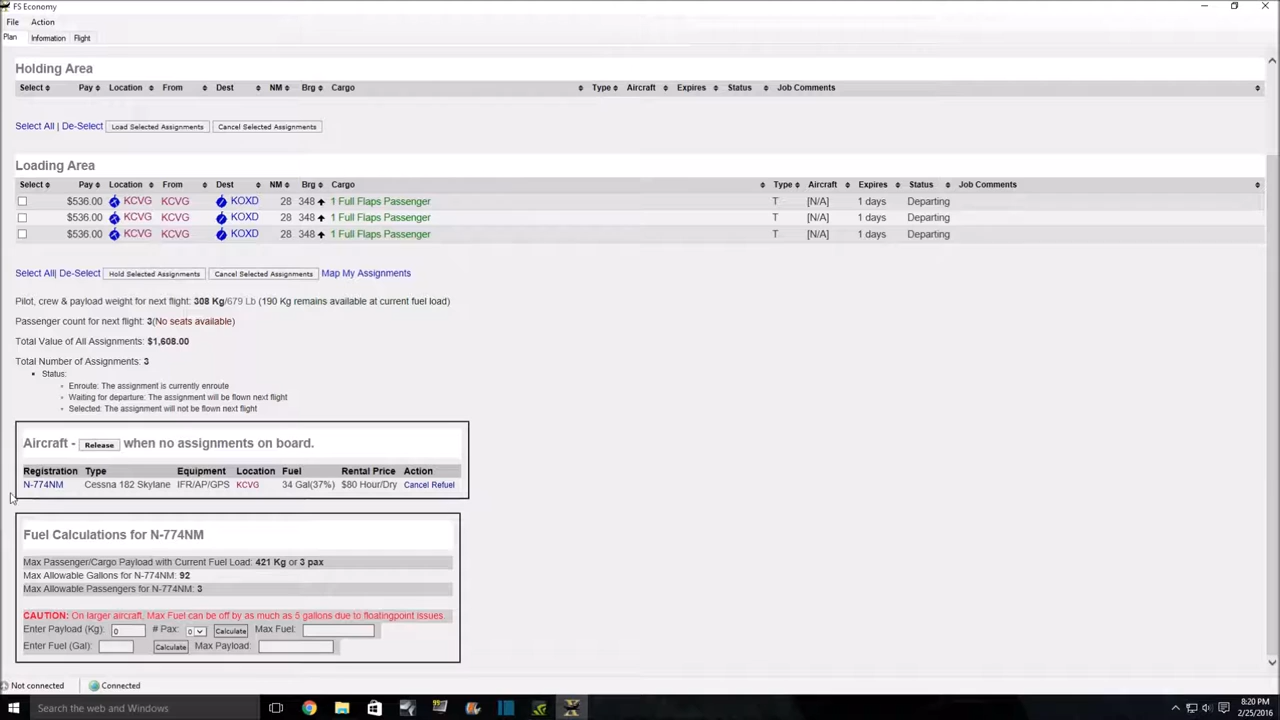 FS Economy
File Action
Plan Information Flight
Holding Area
Select Pay Location From Dest NM Brg Cargo Type Aircraft Expires Status Job Comments
Select All | De-Select Load Selected Assignments Cancel Selected Assignments
Loading Area
Select Pay Location From Dest NM Brg Cargo Type Aircraft Expires Status Job Comments
$536.00 KCVG KCVG KOXD 28 348 1 Full Flaps Passenger T [N/A] 1 days Departing
$536.00 KCVG KCVG KOXD 28 348 1 Full Flaps Passenger T [N/A] 1 days Departing
$536.00 KCVG KCVG KOXD 28 348 1 Full Flaps Passenger T [N/A] 1 days Departing
Select All| De-Select Hold Selected Assignments Cancel Selected Assignments Map My Assignments
Pilot, crew & payload weight for next flight: 308 Kg/679 Lb (190 Kg remains available at current fuel load)
Passenger count for next flight: 3(No seats available)
Total Value of All Assignments: $1,608.00
Total Number of Assignments: 3
Status:
Enroute: The assignment is currently enroute
Waiting for departure: The assignment will be flown next flight
Selected: The assignment will not be flown next flight
Aircraft - Release when no assignments on board.
Registration Type Equipment Location Fuel Rental Price Action
N-774NM Cessna 182 Skylane IFR/AP/GPS KCVG 34 Gal(37%) $80 Hour/Dry Cancel Refuel
Fuel Calculations for N-774NM
Max Passenger/Cargo Payload with Current Fuel Load: 421 Kg or 3 pax
Max Allowable Gallons for N-774NM: 92
Max Allowable Passengers for N-774NM: 3
CAUTION: On larger aircraft, Max Fuel can be off by as much as 5 gallons due to floatingpoint issues.
Enter Payload (Kg): 0 # Pax: 0 Calculate Max Fuel:
Enter Fuel (Gal): Calculate Max Payload:
Not connected Connected
Search the web and Windows
8:20 PM
2/25/2016